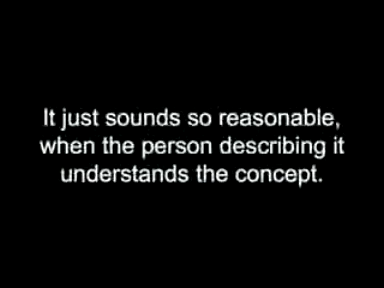 It just sounds so reasonable,
when the person describing it
understands the concept.